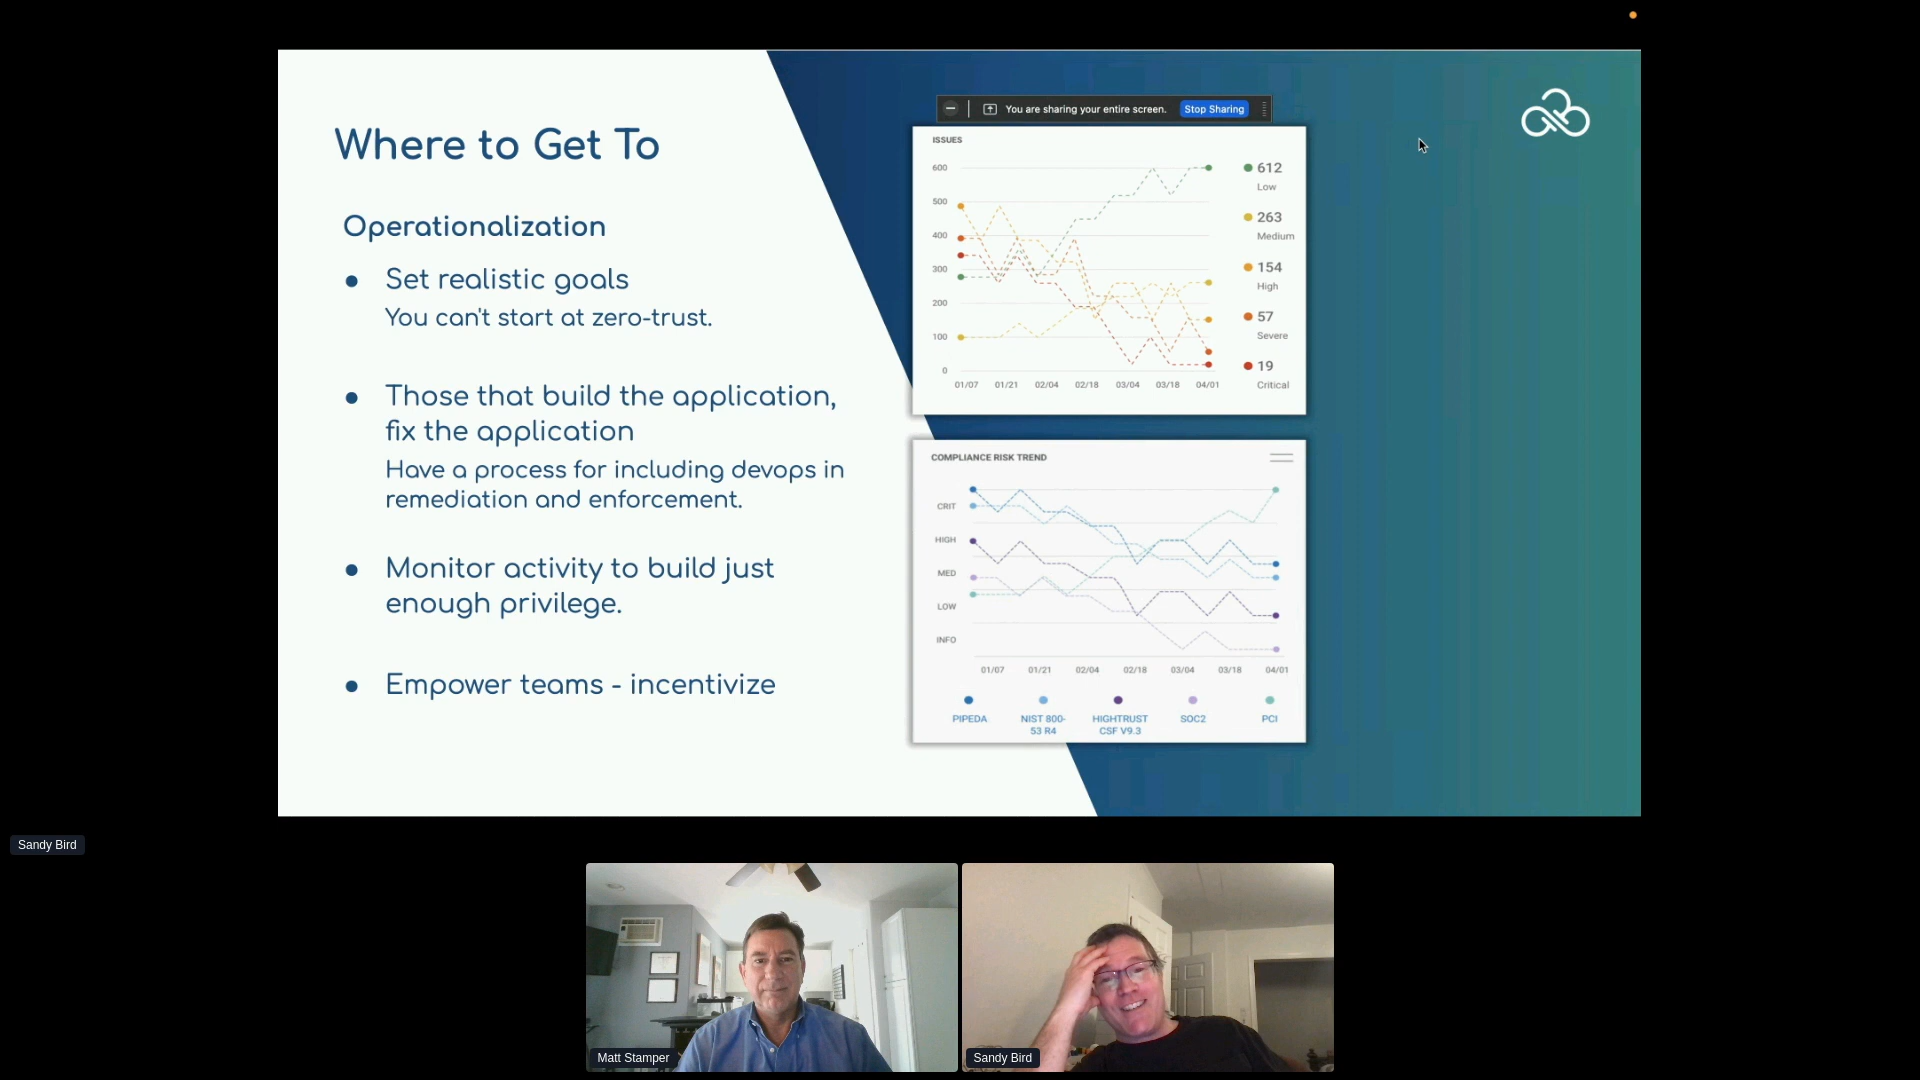 You are sharing your entire screen. Stop Sharing
Where to Get To
Operationalization
● Set realistic goals
You can't start at zero-trust.
● Those that build the application,
fix the application
Have a process for including devops in
remediation and enforcement.
● Monitor activity to build just
enough privilege.
● Empower teams - incentivize
ISSUES
600
500
400
300
200
100
0
01/07 01/21 02/04 02/18 03/04 03/18 04/01
612
Low
263
Medium
154
High
57
Severe
19
Critical
COMPLIANCE RISK TREND
CRIT
HIGH
MED
LOW
INFO
01/07 01/21 02/04 02/18 03/04 03/18 04/01
PIPEDA NIST 800- HIGHTRUST SOC2 PCI
53 R4 CSF V9.3
Sandy Bird
Matt Stamper
Sandy Bird